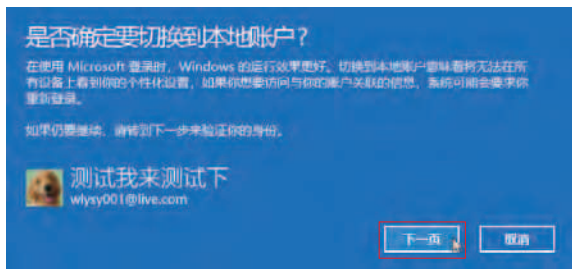 是否确定要切换到本地账户？
在使用 Microsoft 登录时，Windows 的运行效果更好。切换到本地账户意味着将无法在所
有设备上看到你的个性化设置，如果你想要访问与你的账户关联的信息，系统可能会要求你
重新登录。
如果仍要继续，请转到下一步来验证你的身份。
测试我来测试下
wlyxy001@live.com
下一页
取消